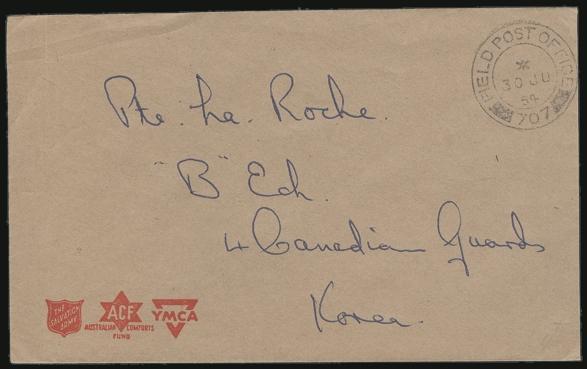 FIELD POST OFFICE
30 JU
54
707
Pte. La. Roche.
"B" Ech.
4 Canadian Guards
Korea.
THE
SALVATION
ARMY
ACF
AUSTRALIAN COMFORTS
FUND
YMCA